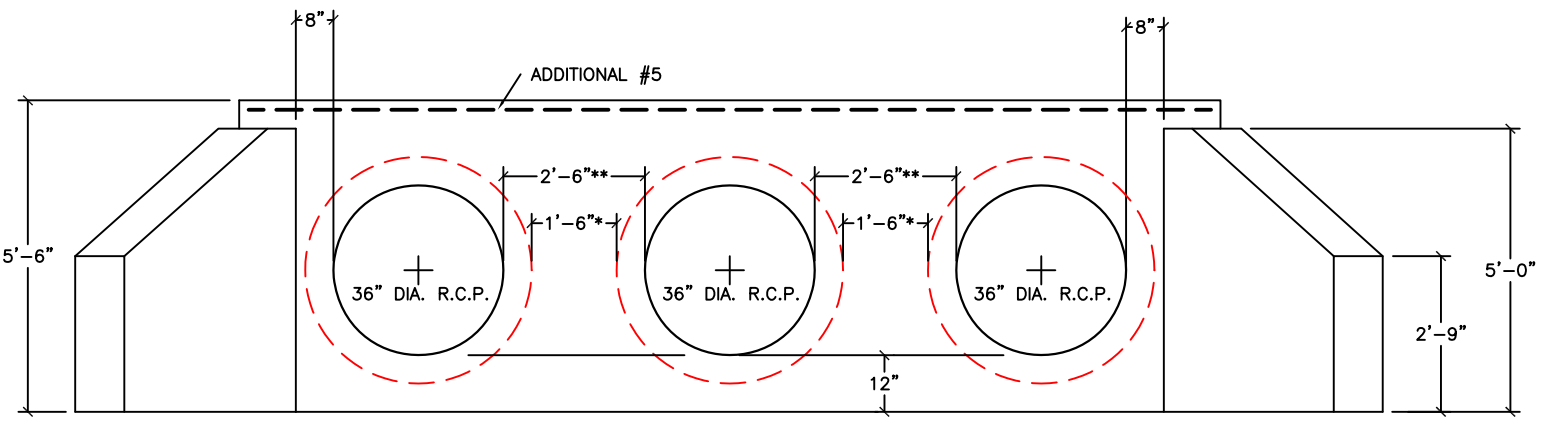 8”
8”
ADDITIONAL #5
2’-6”**
2’-6”**
1’-6”*
1’-6”*
5’-6”
5’-0”
36” DIA. R.C.P.
36” DIA. R.C.P.
36” DIA. R.C.P.
2’-9”
12”